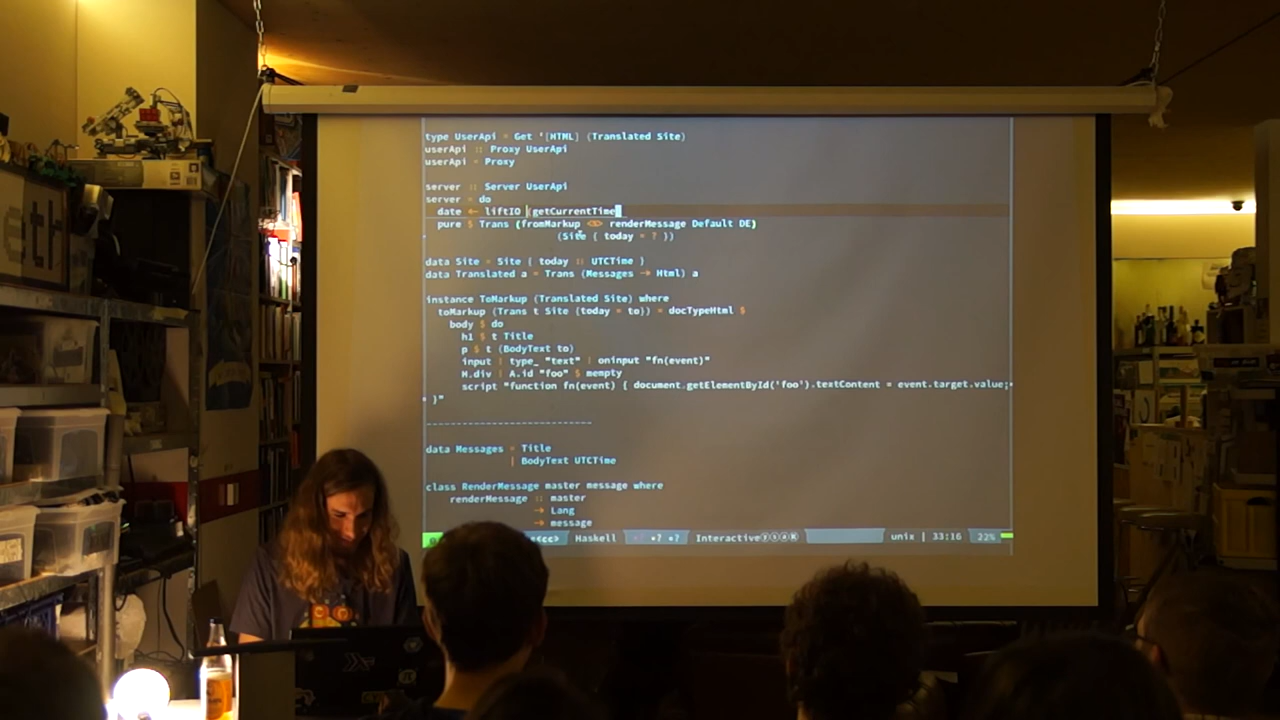 type UserApi = Get '[HTML] (Translated Site)
userApi :: Proxy UserApi
userApi = Proxy
server :: Server UserApi
server = do
date ← liftIO (getCurrentTime
pure $ Trans (fromMarkup <$> renderMessage Default DE)
(Site { today = ? })
data Site = Site { today :: UTCTime }
data Translated a = Trans (Messages → Html) a
instance ToMarkup (Translated Site) where
toMarkup (Trans t Site {today = to}) = docTypeHtml $
body $ do
h1 $ t Title
p $ t (BodyText to)
input ! type_ "text" ! oninput "fn(event)"
H.div ! A.id "foo" $ mempty
script "function fn(event) { document.getElementById('foo').textContent = event.target.value;
}"
--------------------------
data Messages = Title
| BodyText UTCTime
class RenderMessage master message where
renderMessage :: master
→ Lang
→ message
Haskell Interactive unix | 33:16 22%
eth